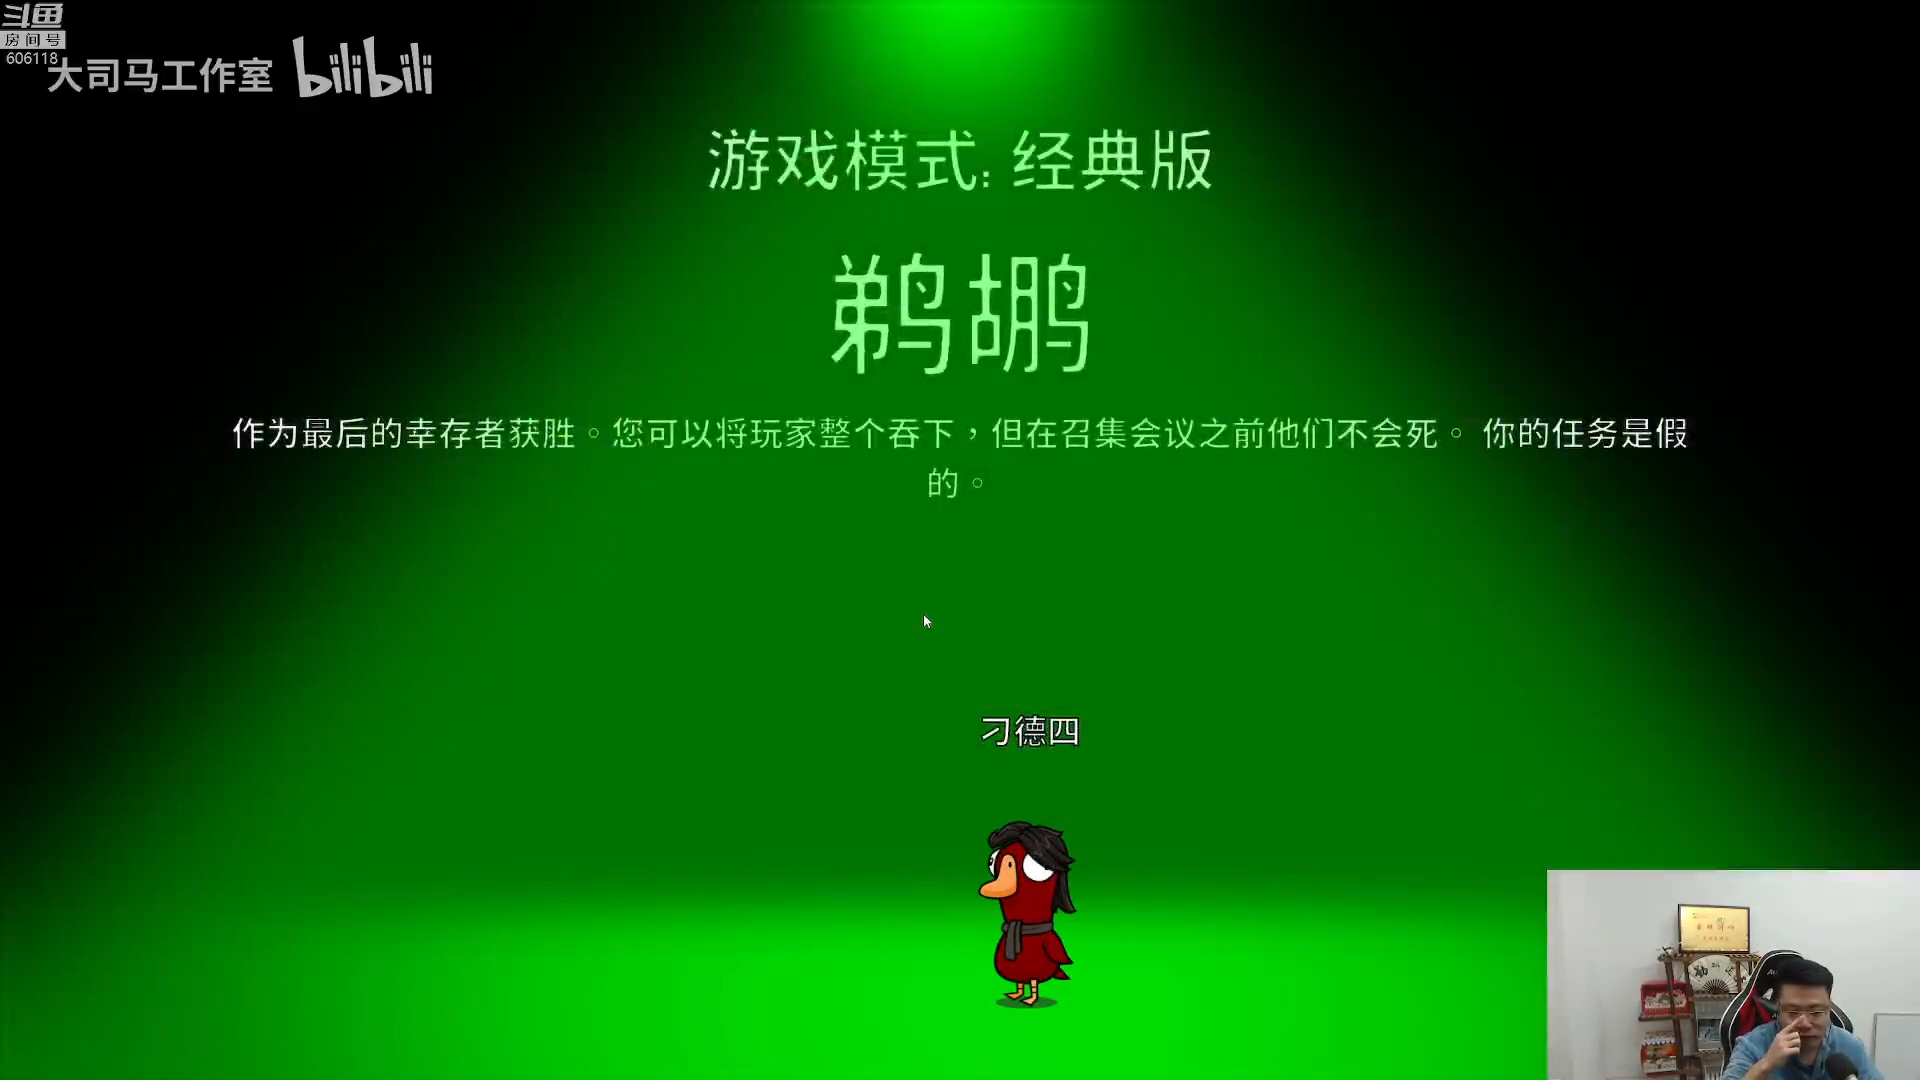 斗鱼
房间号
606118
大司马工作室 bilibili
游戏模式: 经典版
鹈鹕
作为最后的幸存者获胜。您可以将玩家整个吞下，但在召集会议之前他们不会死。 你的任务是假
的。
刁德四